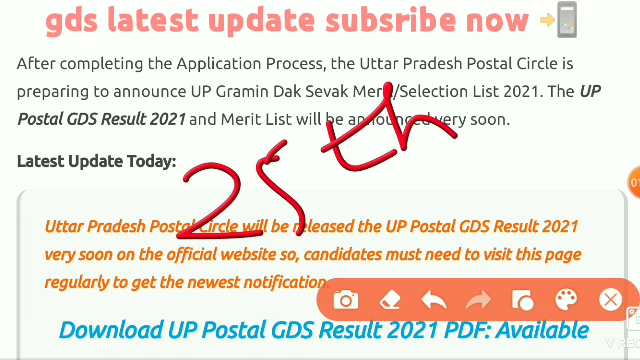 gds latest update subsribe now
After completing the Application Process, the Uttar Pradesh Postal Circle is
preparing to announce UP Gramin Dak Sevak Merit/Selection List 2021. The UP
Postal GDS Result 2021 and Merit List will be announced very soon.
25th
Latest Update Today:
Uttar Pradesh Postal Circle will be released the UP Postal GDS Result 2021
very soon on the official website so, candidates must need to visit this page
regularly to get the newest notification.
Download UP Postal GDS Result 2021 PDF: Available